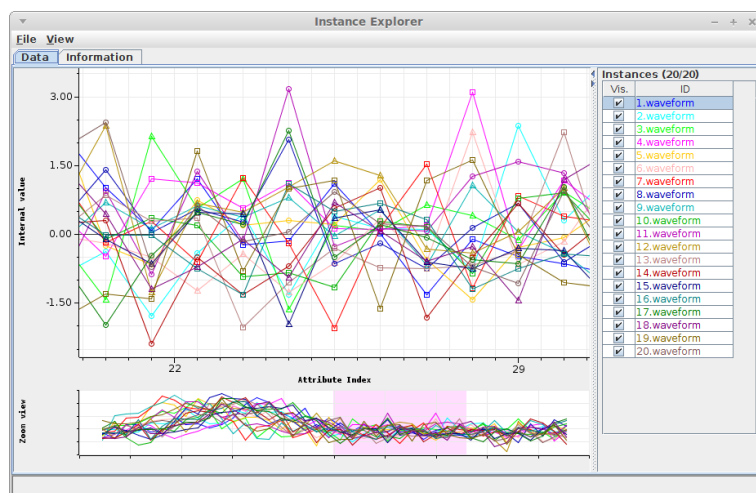 Instance Explorer
File View
Data Information
Instances (20/20)
Vis. ID
1.waveform
2.waveform
3.waveform
4.waveform
5.waveform
6.waveform
7.waveform
8.waveform
9.waveform
10.waveform
11.waveform
12.waveform
13.waveform
14.waveform
15.waveform
16.waveform
17.waveform
18.waveform
19.waveform
20.waveform
Internal value
3.00
1.50
0.00
-1.50
22 29
Attribute Index
Zoom view